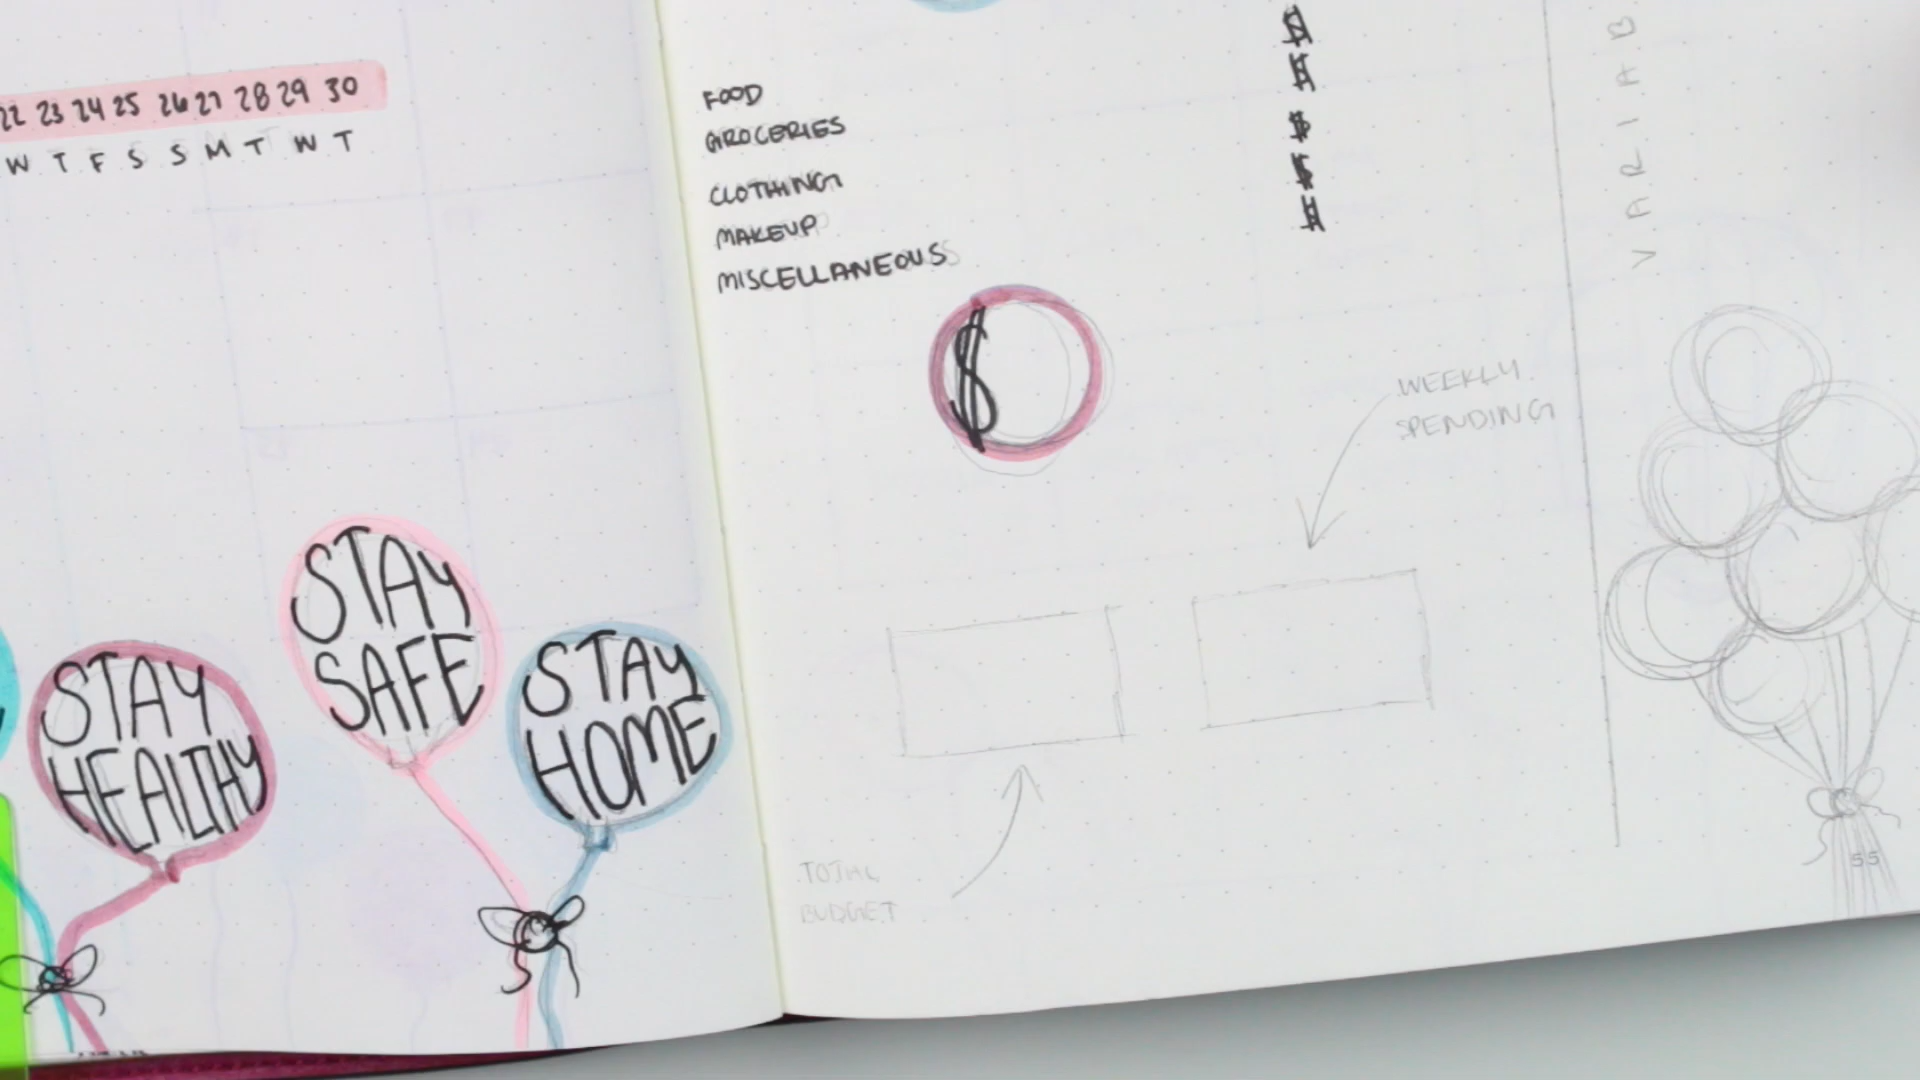 22 23 24 25 26 27 28 29 30
W T F S S M T W T
STAY
HEALTHY
STAY
SAFE
STAY
HOME
FOOD $
GROCERIES $
CLOTHING $
MAKEUP $
MISCELLANEOUS $
$
WEEKLY
SPENDING
TOTAL
BUDGET
VARIAB
55